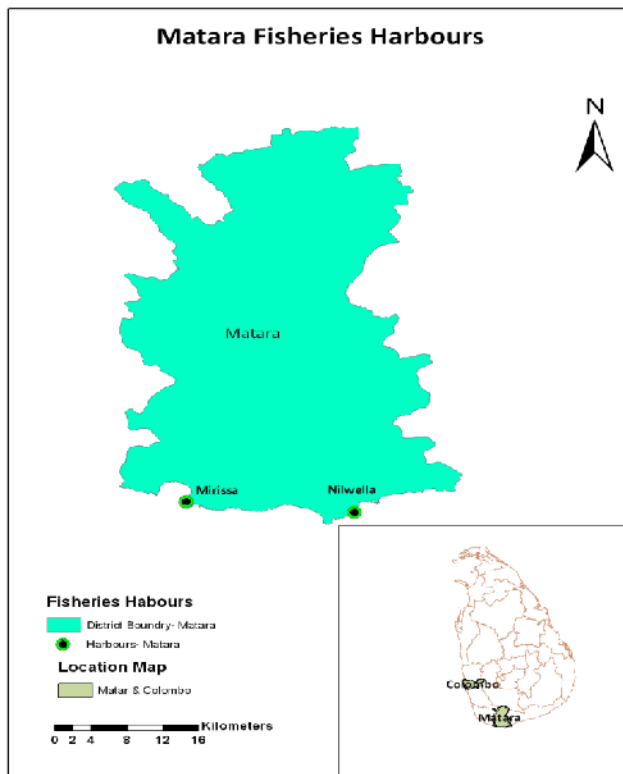 Matara Fisheries Harbours
N
Matara
Mirissa
Nilwella
Fisheries Habours
District Boundry- Matara
Harbours- Matara
Location Map
Matar & Colombo
Kilometers
0 2 4 8 12 16
Colombo
Matara